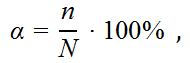 α = n/N · 100% ,